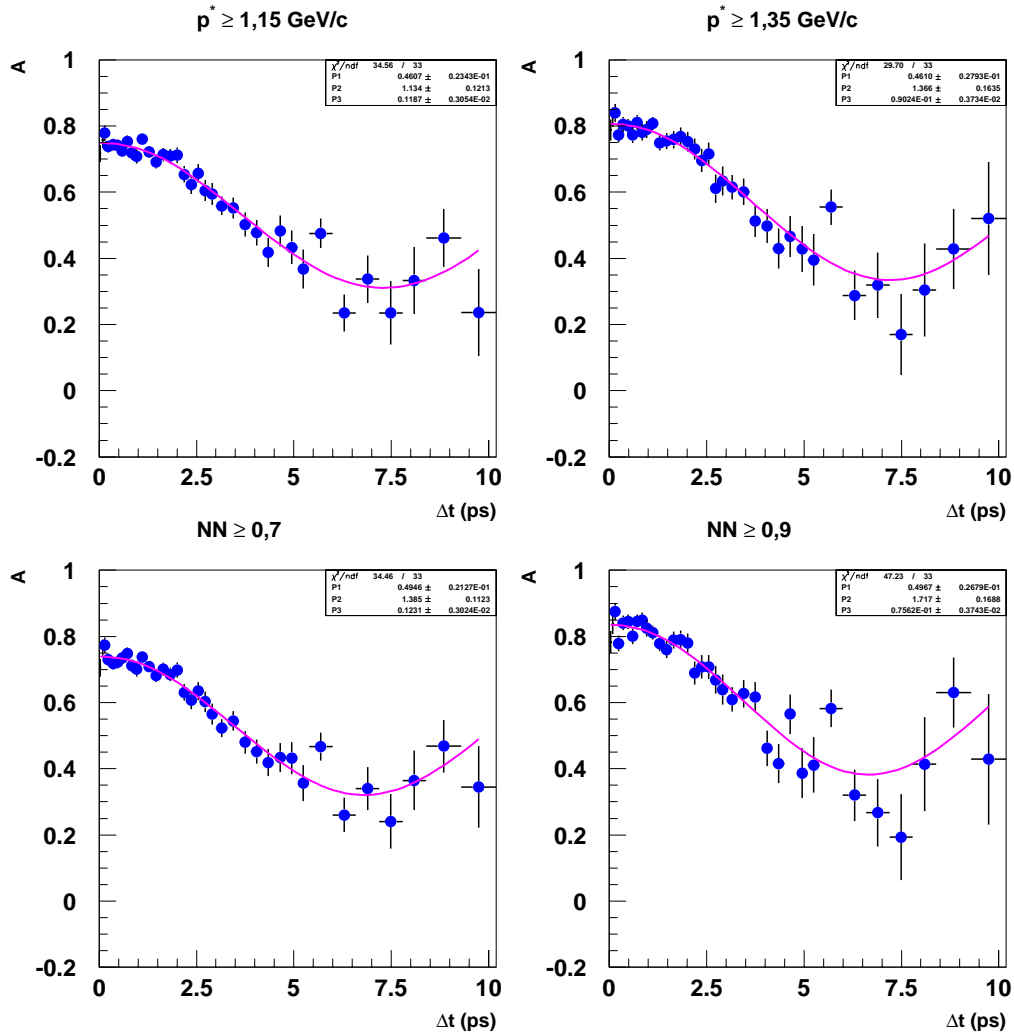 p* ≥ 1,15 GeV/c
A
χ²/ndf 34.56 / 33
P1 0.4607 ± 0.2343E-01
P2 1.134 ± 0.1213
P3 0.1187 ± 0.3054E-02
1
0.8
0.6
0.4
0.2
0
-0.2
0 2.5 5 7.5 10
Δt (ps)
p* ≥ 1,35 GeV/c
A
χ²/ndf 29.70 / 33
P1 0.4610 ± 0.2793E-01
P2 1.366 ± 0.1635
P3 0.9024E-01 ± 0.3734E-02
1
0.8
0.6
0.4
0.2
0
-0.2
0 2.5 5 7.5 10
Δt (ps)
NN ≥ 0,7
A
χ²/ndf 34.46 / 33
P1 0.4946 ± 0.2127E-01
P2 1.385 ± 0.1123
P3 0.1231 ± 0.3024E-02
1
0.8
0.6
0.4
0.2
0
-0.2
0 2.5 5 7.5 10
Δt (ps)
NN ≥ 0,9
A
χ²/ndf 47.23 / 33
P1 0.4967 ± 0.2679E-01
P2 1.717 ± 0.1688
P3 0.7562E-01 ± 0.3743E-02
1
0.8
0.6
0.4
0.2
0
-0.2
0 2.5 5 7.5 10
Δt (ps)